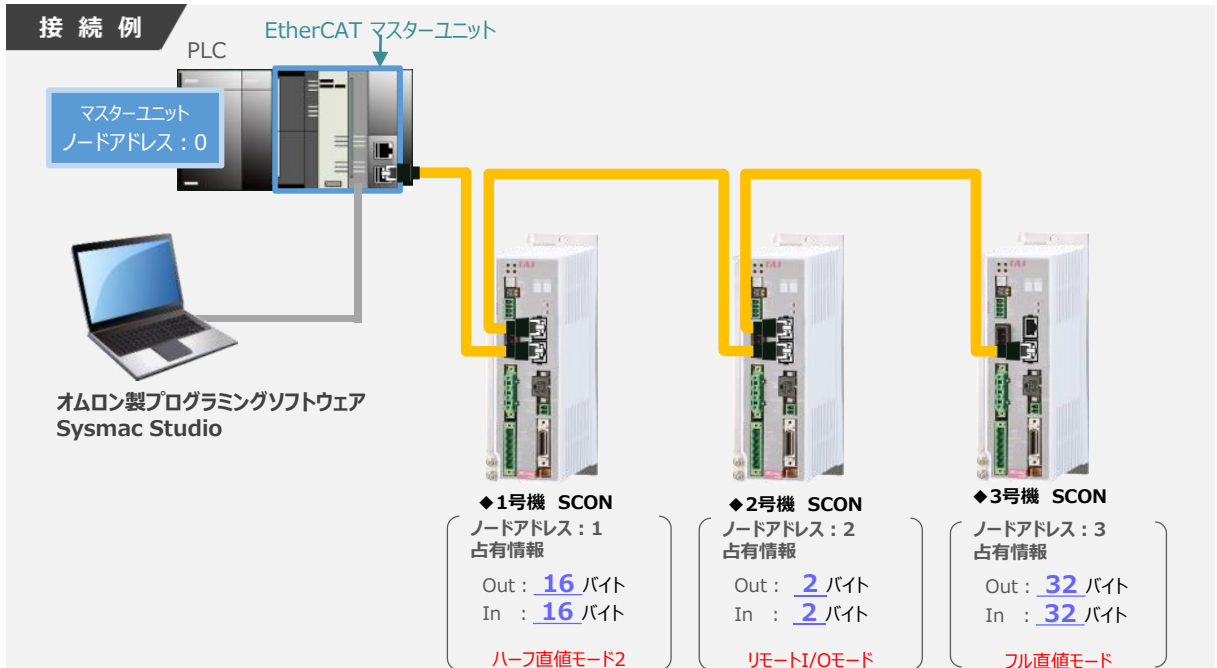 接 続 例
EtherCAT マスターユニット
PLC
マスターユニット
ノードアドレス：0
オムロン製プログラミングソフトウェア
Sysmac Studio
◆1号機 SCON
ノードアドレス：1
占有情報
Out： 16 バイト
In ： 16 バイト
ハーフ直値モード2
◆2号機 SCON
ノードアドレス：2
占有情報
Out： 2 バイト
In ： 2 バイト
リモートI/Oモード
◆3号機 SCON
ノードアドレス：3
占有情報
Out： 32 バイト
In ： 32 バイト
フル直値モード